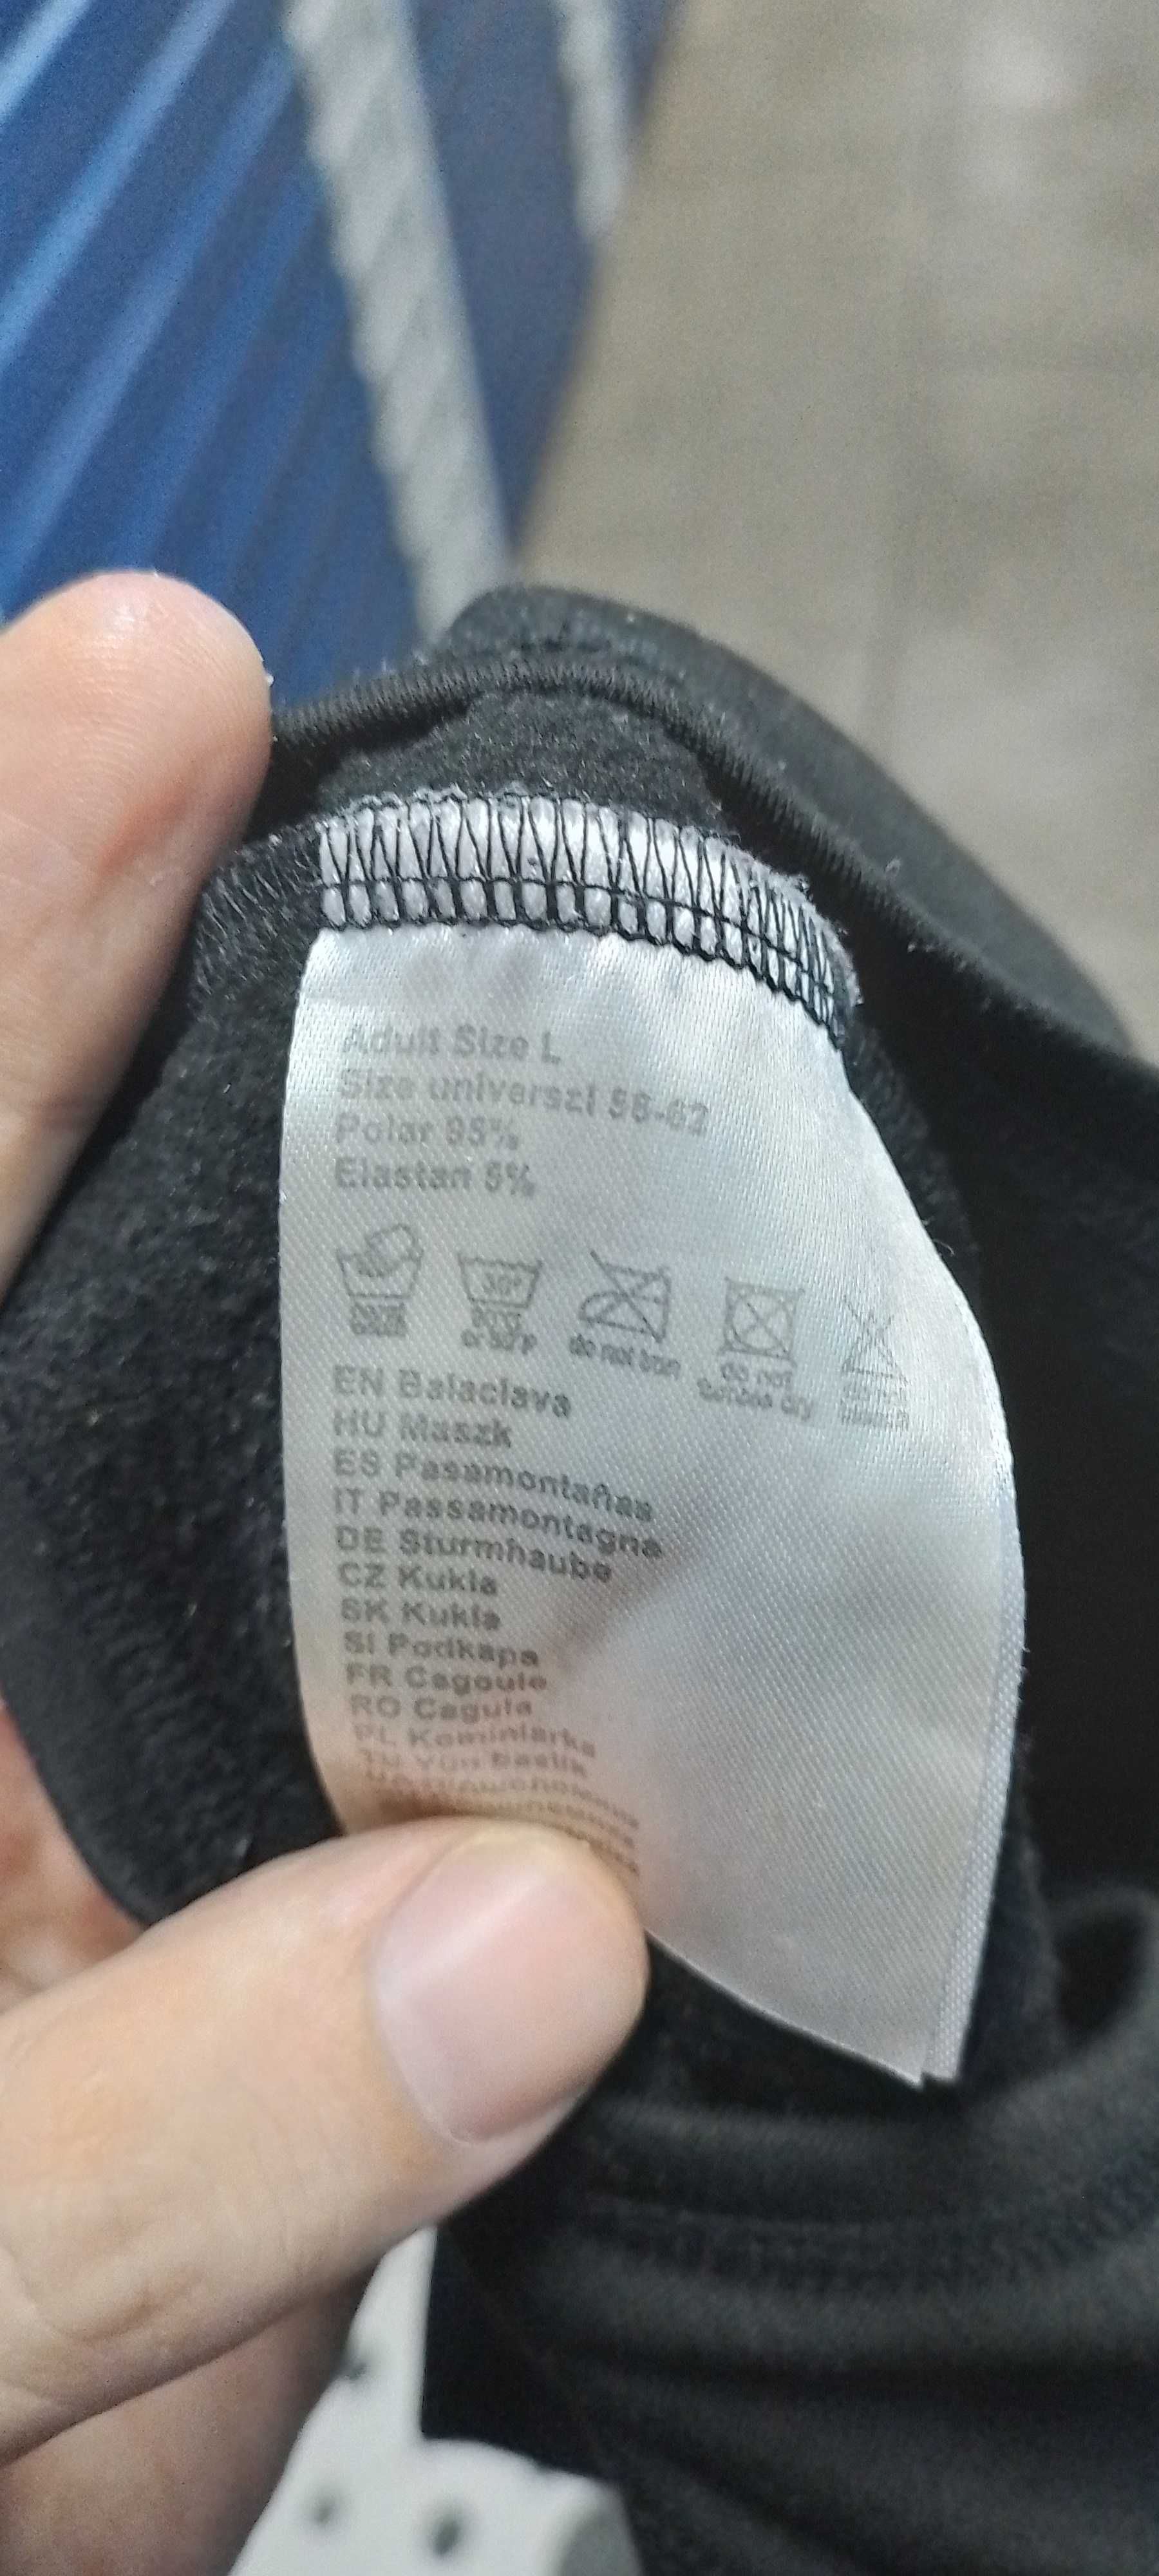 Adult Size L
Size universzl 58-62
Polar 95%
Elastan 5%
30°
do not iron
do not
tumble dry
EN Balaclava
HU Maszk
ES Pasamontañas
IT Passamontagna
DE Sturmhaube
CZ Kukla
SK Kukla
SI Podkapa
FR Cagoule
RO Cagula
PL Kominiarka